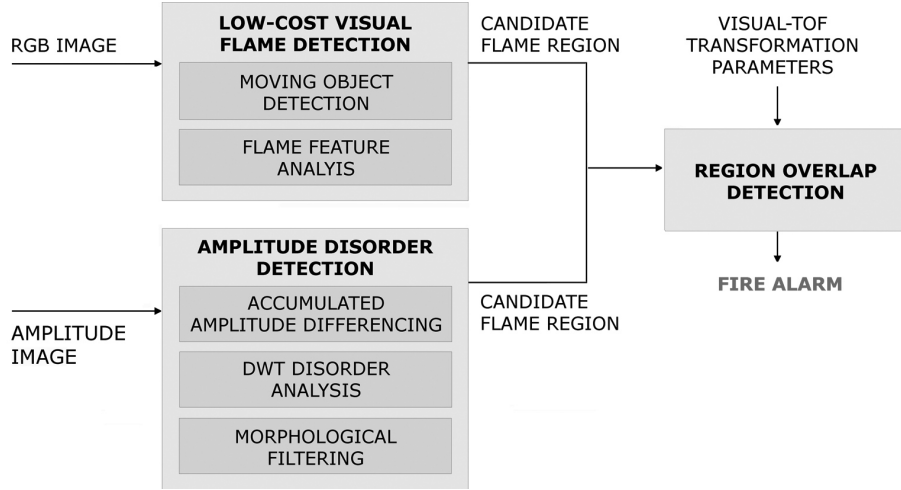 RGB IMAGE
LOW-COST VISUAL
FLAME DETECTION
MOVING OBJECT
DETECTION
FLAME FEATURE
ANALYIS
CANDIDATE
FLAME REGION
VISUAL-TOF
TRANSFORMATION
PARAMETERS
REGION OVERLAP
DETECTION
FIRE ALARM
AMPLITUDE
IMAGE
AMPLITUDE DISORDER
DETECTION
ACCUMULATED
AMPLITUDE DIFFERENCING
DWT DISORDER
ANALYSIS
MORPHOLOGICAL
FILTERING
CANDIDATE
FLAME REGION